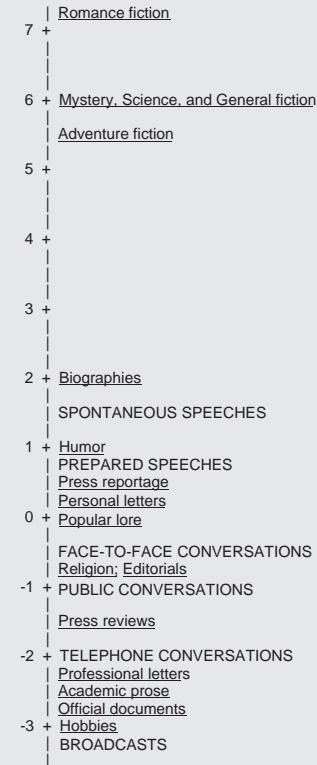 | Romance fiction
7 +
|
|
|
|
6 + Mystery, Science, and General fiction
|
| Adventure fiction
|
5 +
|
|
|
4 +
|
|
|
3 +
|
|
|
2 + Biographies
|
| SPONTANEOUS SPEECHES
|
1 + Humor
| PREPARED SPEECHES
| Press reportage
| Personal letters
0 + Popular lore
|
| FACE-TO-FACE CONVERSATIONS
| Religion; Editorials
-1 + PUBLIC CONVERSATIONS
|
| Press reviews
|
-2 + TELEPHONE CONVERSATIONS
| Professional letters
| Academic prose
| Official documents
-3 + Hobbies
| BROADCASTS
|